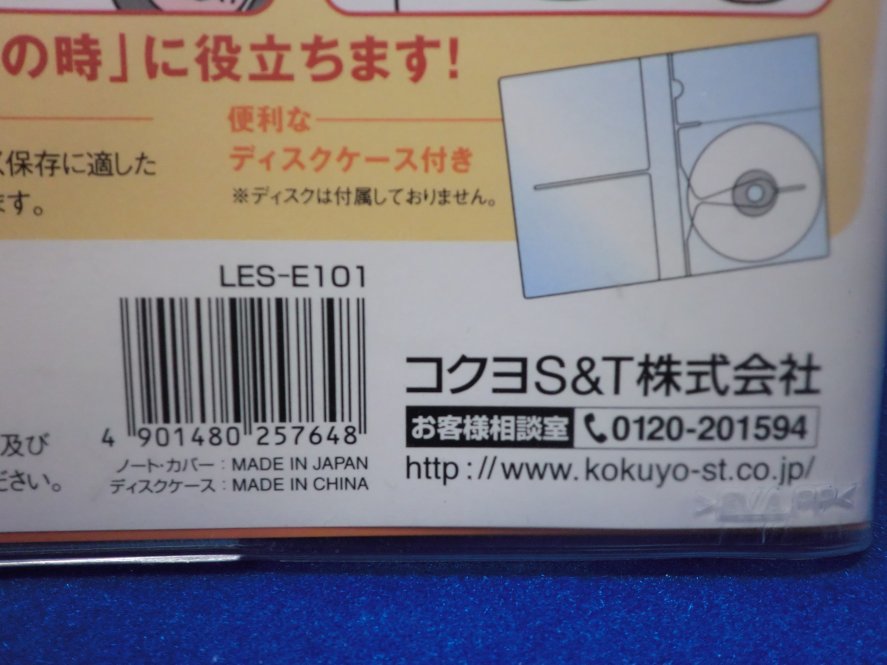 の時」に役立ちます!
便利な
ディスクケース付き
※ディスクは付属しておりません。
く保存に適した
ます。
LES-E101
4 901480 257648
ノート・カバー：MADE IN JAPAN
ディスクケース：MADE IN CHINA
及び
ださい。
コクヨS&T株式会社
お客様相談室 0120-201594
http://www.kokuyo-st.co.jp/